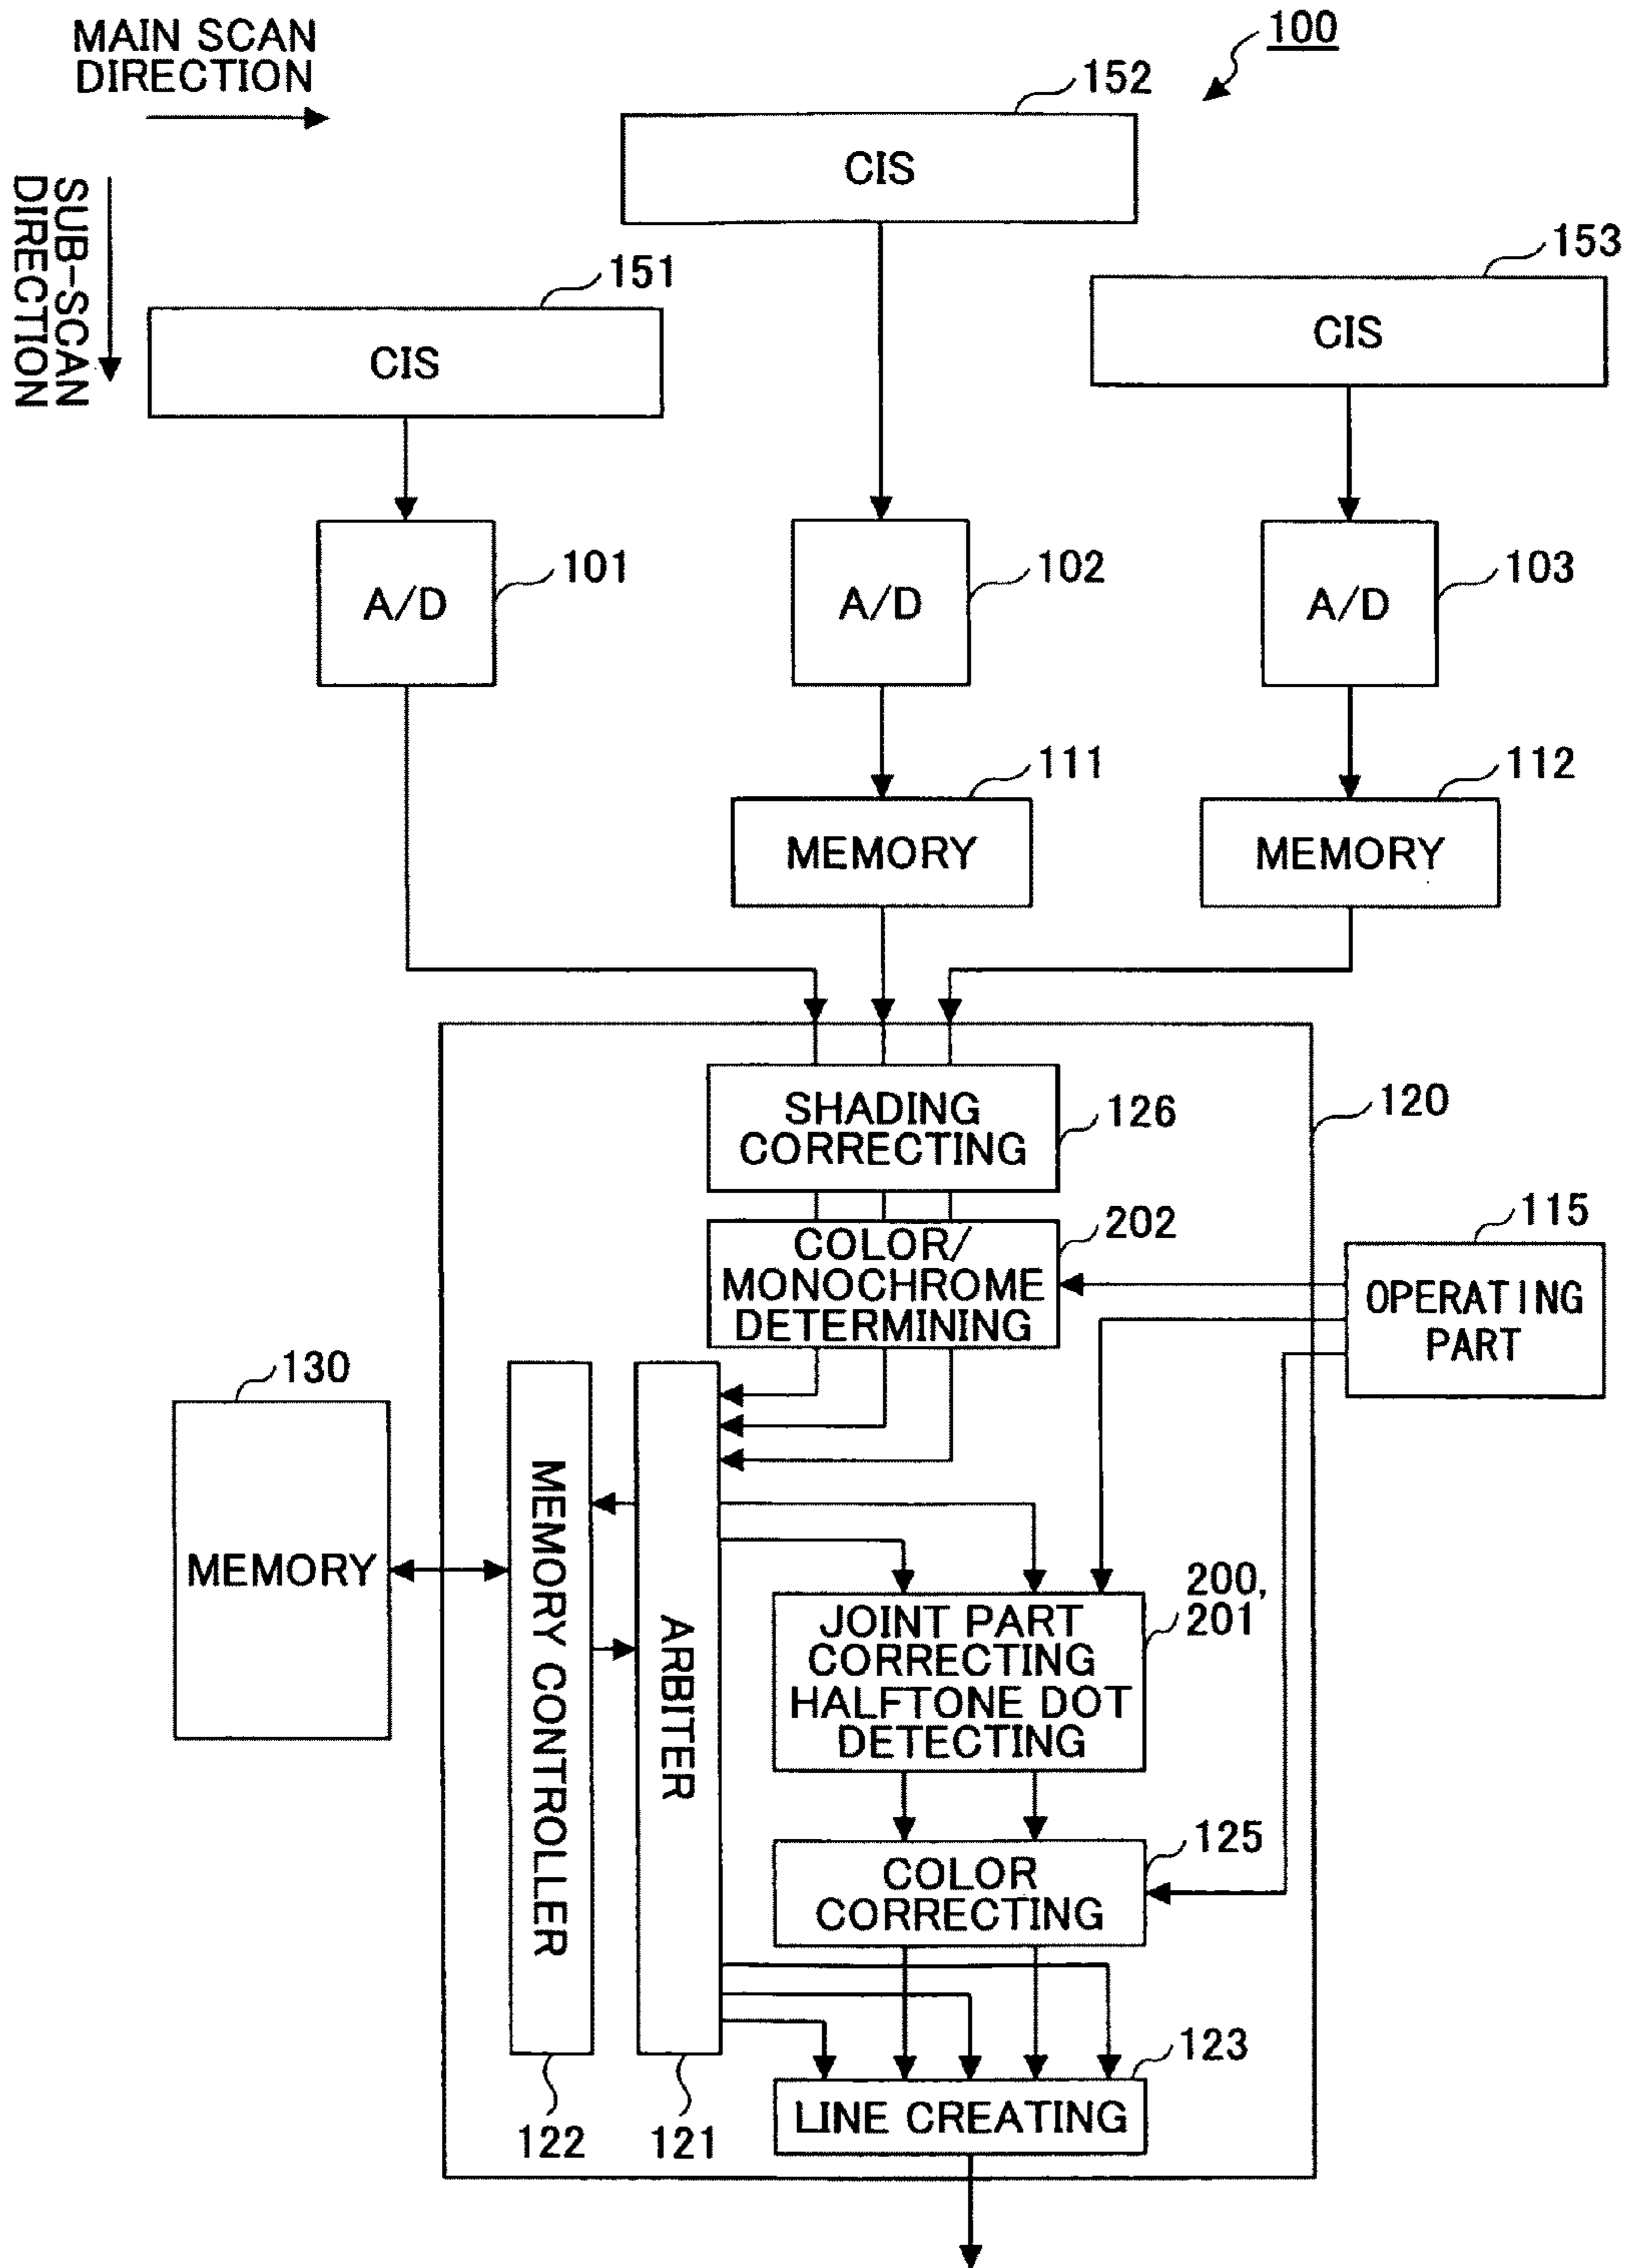 MAIN SCAN
DIRECTION
100
152
CIS
SUB-SCAN
DIRECTION
153
CIS
151
CIS
101
A/D
102
A/D
103
A/D
111
MEMORY
112
MEMORY
120
SHADING
CORRECTING
126
COLOR/
MONOCHROME
DETERMINING
202
115
OPERATING
PART
130
MEMORY
MEMORY CONTROLLER
ARBITER
200,
201
JOINT PART
CORRECTING
HALFTONE DOT
DETECTING
125
COLOR
CORRECTING
123
LINE CREATING
122
121